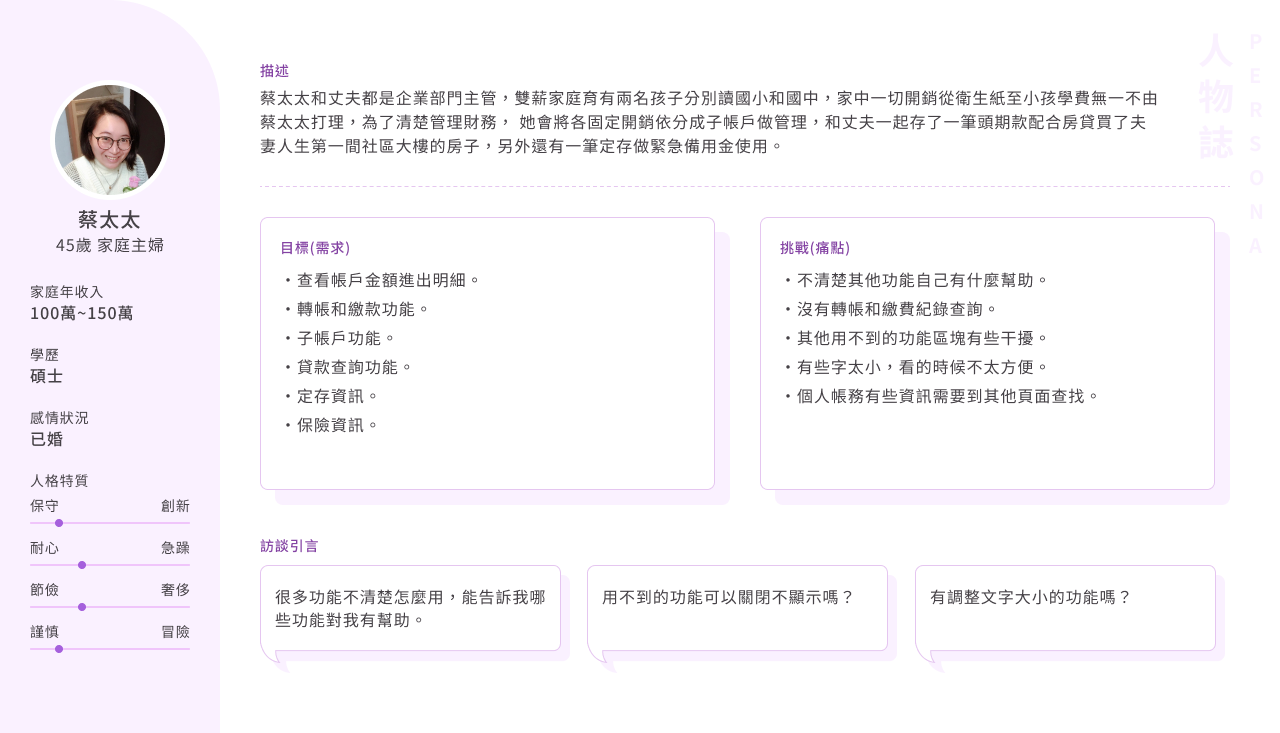 蔡太太
45歲 家庭主婦
家庭年收入
100萬~150萬
學歷
碩士
感情狀況
已婚
人格特質
保守 創新
耐心 急躁
節儉 奢侈
謹慎 冒險
描述
蔡太太和丈夫都是企業部門主管，雙薪家庭育有兩名孩子分別讀國小和國中，家中一切開銷從衛生紙至小孩學費無一不由
蔡太太打理，為了清楚管理財務， 她會將各固定開銷依分成子帳戶做管理，和丈夫一起存了一筆頭期款配合房貸買了夫
妻人生第一間社區大樓的房子，另外還有一筆定存做緊急備用金使用。
目標(需求)
・查看帳戶金額進出明細。
・轉帳和繳款功能。
・子帳戶功能。
・貸款查詢功能。
・定存資訊。
・保險資訊。
挑戰(痛點)
・不清楚其他功能自己有什麼幫助。
・沒有轉帳和繳費紀錄查詢。
・其他用不到的功能區塊有些干擾。
・有些字太小，看的時候不太方便。
・個人帳務有些資訊需要到其他頁面查找。
訪談引言
很多功能不清楚怎麼用，能告訴我哪
些功能對我有幫助。
用不到的功能可以關閉不顯示嗎？
有調整文字大小的功能嗎？
人物誌
PERSSONA